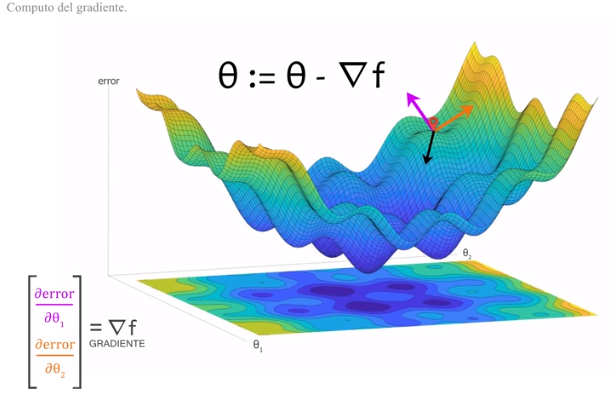 Computo del gradiente.
θ := θ - ∇f
error
θ₂
∂error
∂θ₁
∂error
∂θ₂
= ∇f
GRADIENTE
θ₁